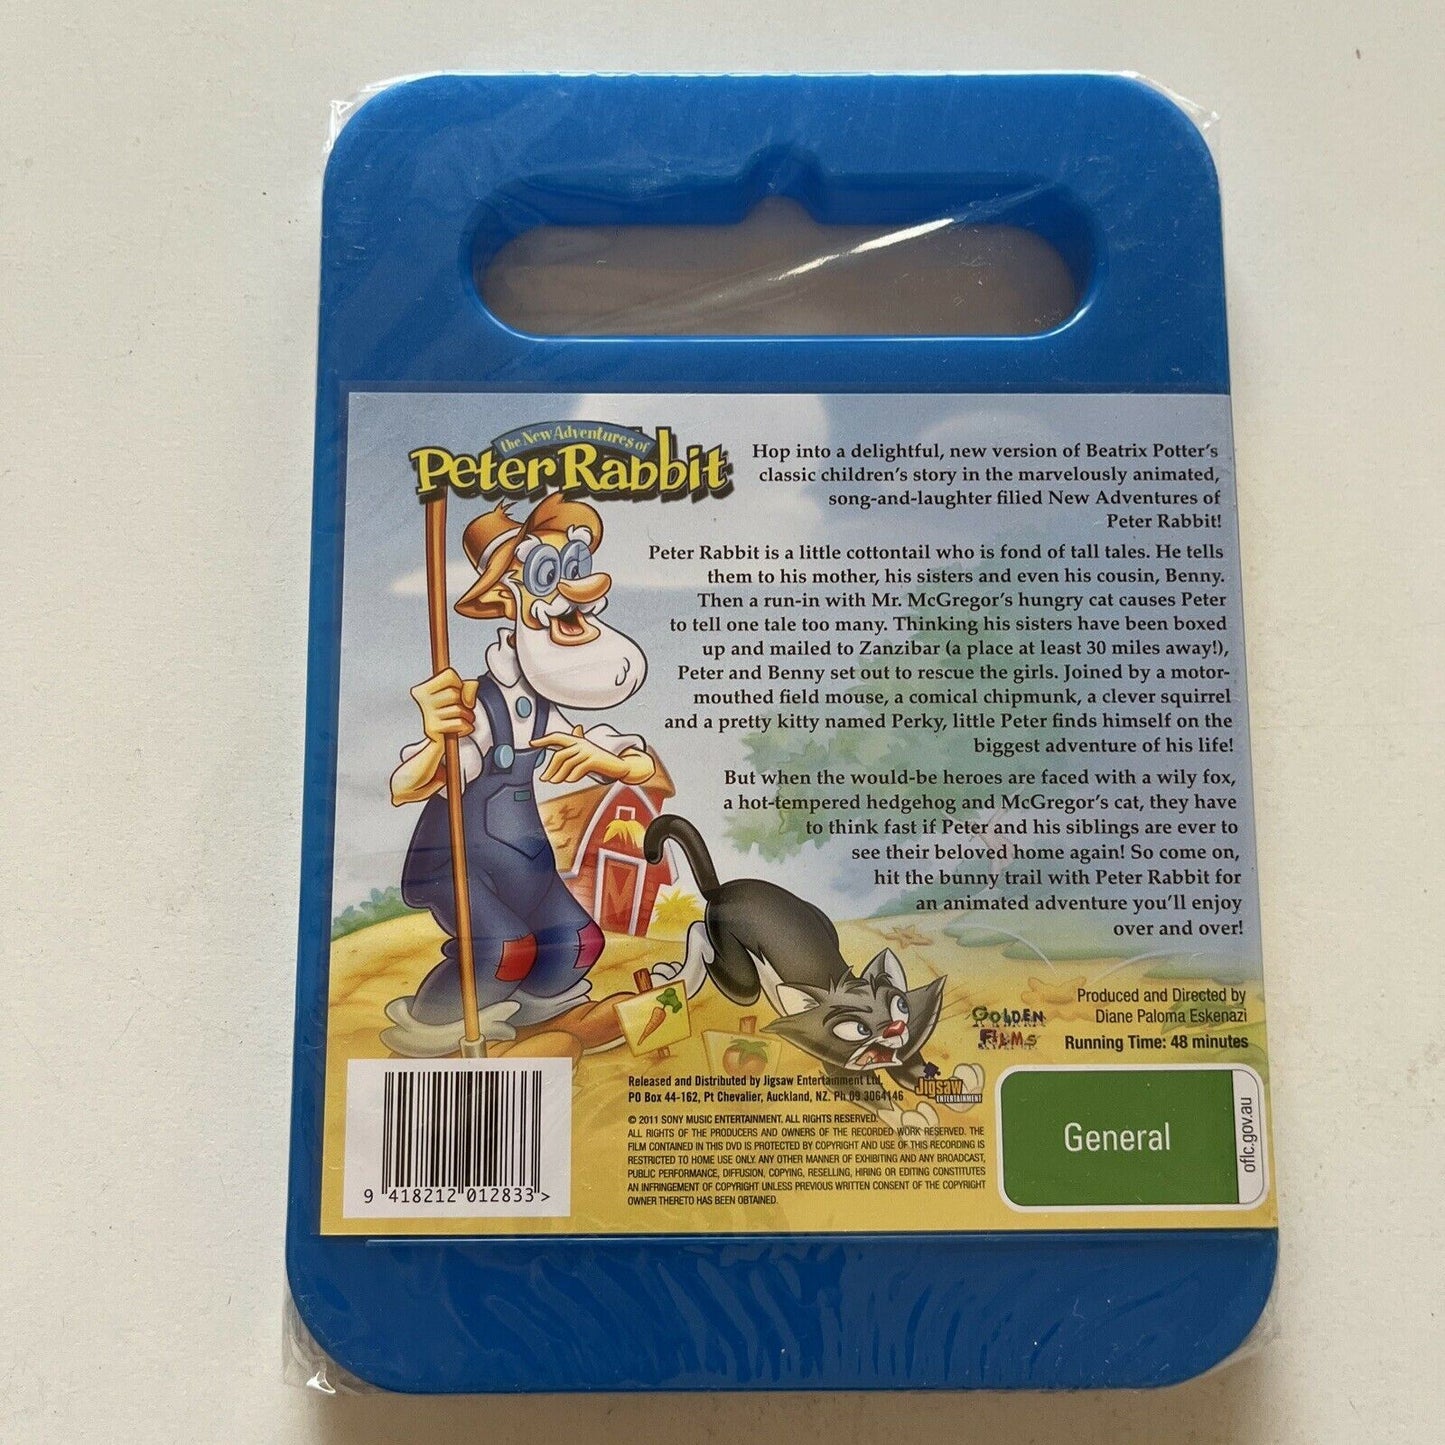 the New Adventures of
Peter Rabbit
Hop into a delightful, new version of Beatrix Potter's
classic children's story in the marvelously animated,
song-and-laughter filled New Adventures of
Peter Rabbit!
Peter Rabbit is a little cottontail who is fond of tall tales. He tells
them to his mother, his sisters and even his cousin, Benny.
Then a run-in with Mr. McGregor's hungry cat causes Peter
to tell one tale too many. Thinking his sisters have been boxed
up and mailed to Zanzibar (a place at least 30 miles away!),
Peter and Benny set out to rescue the girls. Joined by a motor-
mouthed field mouse, a comical chipmunk, a clever squirrel
and a pretty kitty named Perky, little Peter finds himself on the
biggest adventure of his life!
But when the would-be heroes are faced with a wily fox,
a hot-tempered hedgehog and McGregor's cat, they have
to think fast if Peter and his siblings are ever to
see their beloved home again! So come on,
hit the bunny trail with Peter Rabbit for
an animated adventure you'll enjoy
over and over!
Produced and Directed by
Diane Paloma Eskenazi
GOLDEN
FILMS
Running Time: 48 minutes
Released and Distributed by Jigsaw Entertainment Ltd.
PO Box 44-162, Pt Chevalier, Auckland, NZ. Ph 09 3064146
Jigsaw
ENTERTAINMENT
© 2011 SONY MUSIC ENTERTAINMENT. ALL RIGHTS RESERVED.
ALL RIGHTS OF THE PRODUCERS AND OWNERS OF THE RECORDED WORK RESERVED. THE
FILM CONTAINED IN THIS DVD IS PROTECTED BY COPYRIGHT AND USE OF THIS RECORDING IS
RESTRICTED TO HOME USE ONLY. ANY OTHER MANNER OF EXHIBITING AND ANY BROADCAST,
PUBLIC PERFORMANCE, DIFFUSION, COPYING, RESELLING, HIRING OR EDITING CONSTITUTES
AN INFRINGEMENT OF COPYRIGHT UNLESS PREVIOUS WRITTEN CONSENT OF THE COPYRIGHT
OWNER THERETO HAS BEEN OBTAINED.
General
oflc.gov.au
9 418212 012833 >